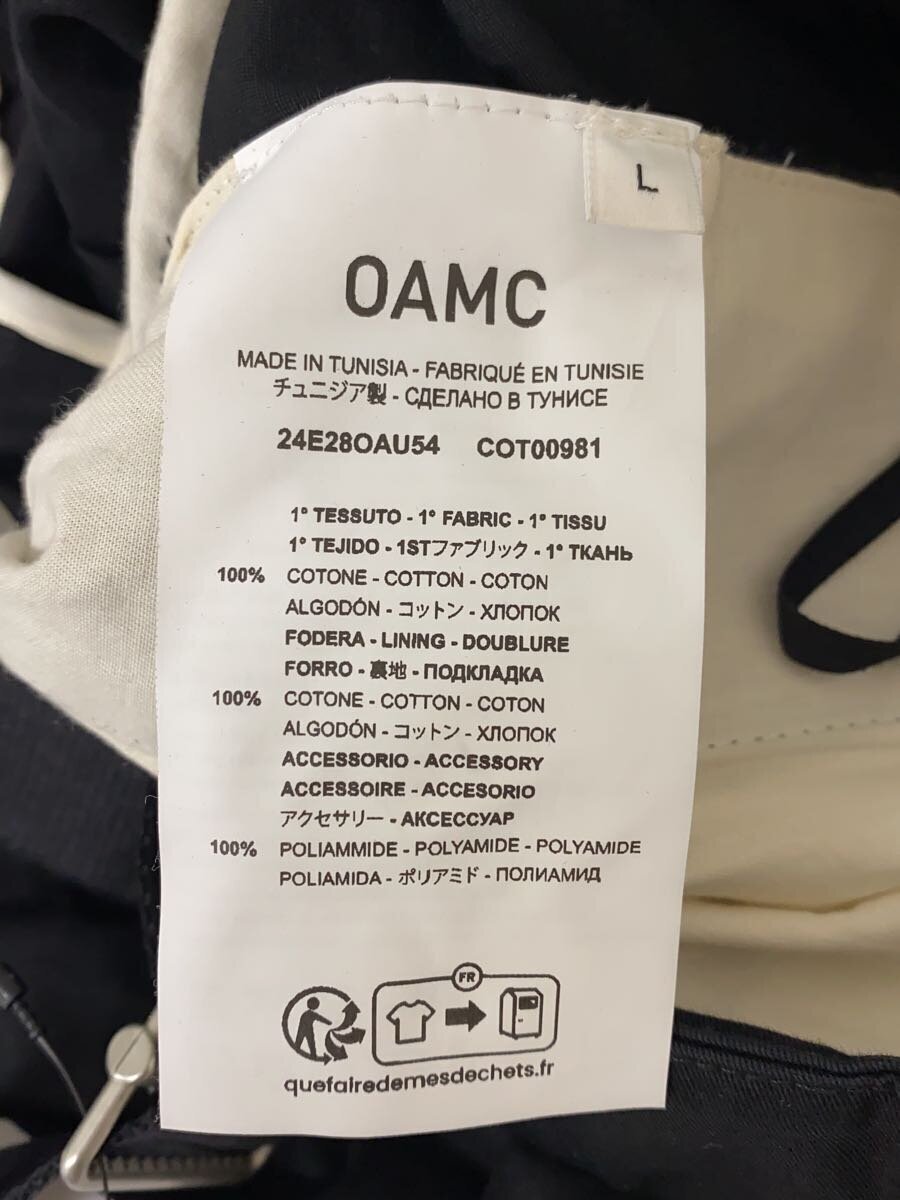 L
OAMC
MADE IN TUNISIA - FABRIQUÉ EN TUNISIE
チュニジア製 - СДЕЛАНО В ТУНИСЕ
24E28OAU54 COT00981
1° TESSUTO - 1° FABRIC - 1° TISSU
1° TEJIDO - 1STファブリック - 1° ТКАНЬ
100% COTONE - COTTON - COTON
ALGODÓN - コットン - ХЛОПОК
FODERA - LINING - DOUBLURE
FORRO - 裏地 - ПОДКЛАДКА
100% COTONE - COTTON - COTON
ALGODÓN - コットン - ХЛОПОК
ACCESSORIO - ACCESSORY
ACCESSOIRE - ACCESORIO
アクセサリー - АКСЕССУАР
100% POLIAMMIDE - POLYAMIDE - POLYAMIDE
POLIAMIDA - ポリアミド - ПОЛИАМИД
FR
quefairedemesdechets.fr